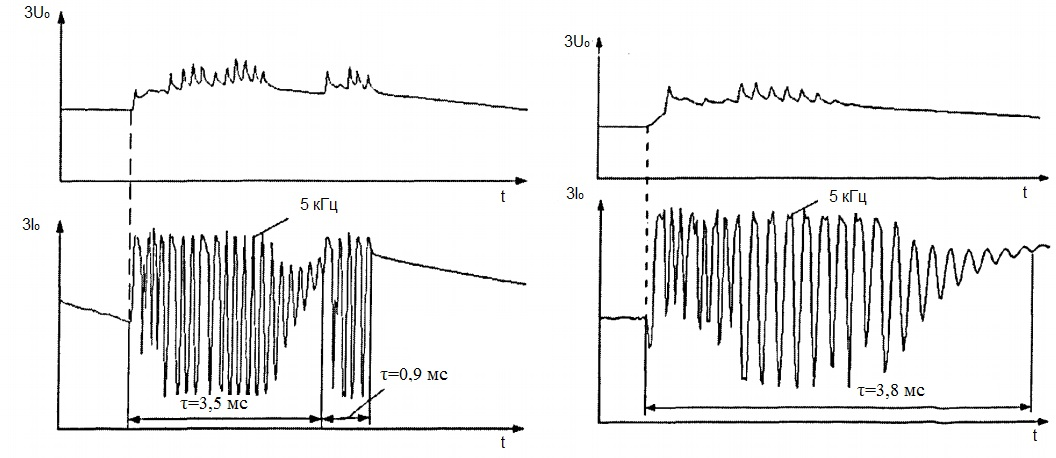 3U₀
t
3I₀
5 кГц
τ=3,5 мс
τ=0,9 мс
t
3U₀
t
3I₀
5 кГц
τ=3,8 мс
t